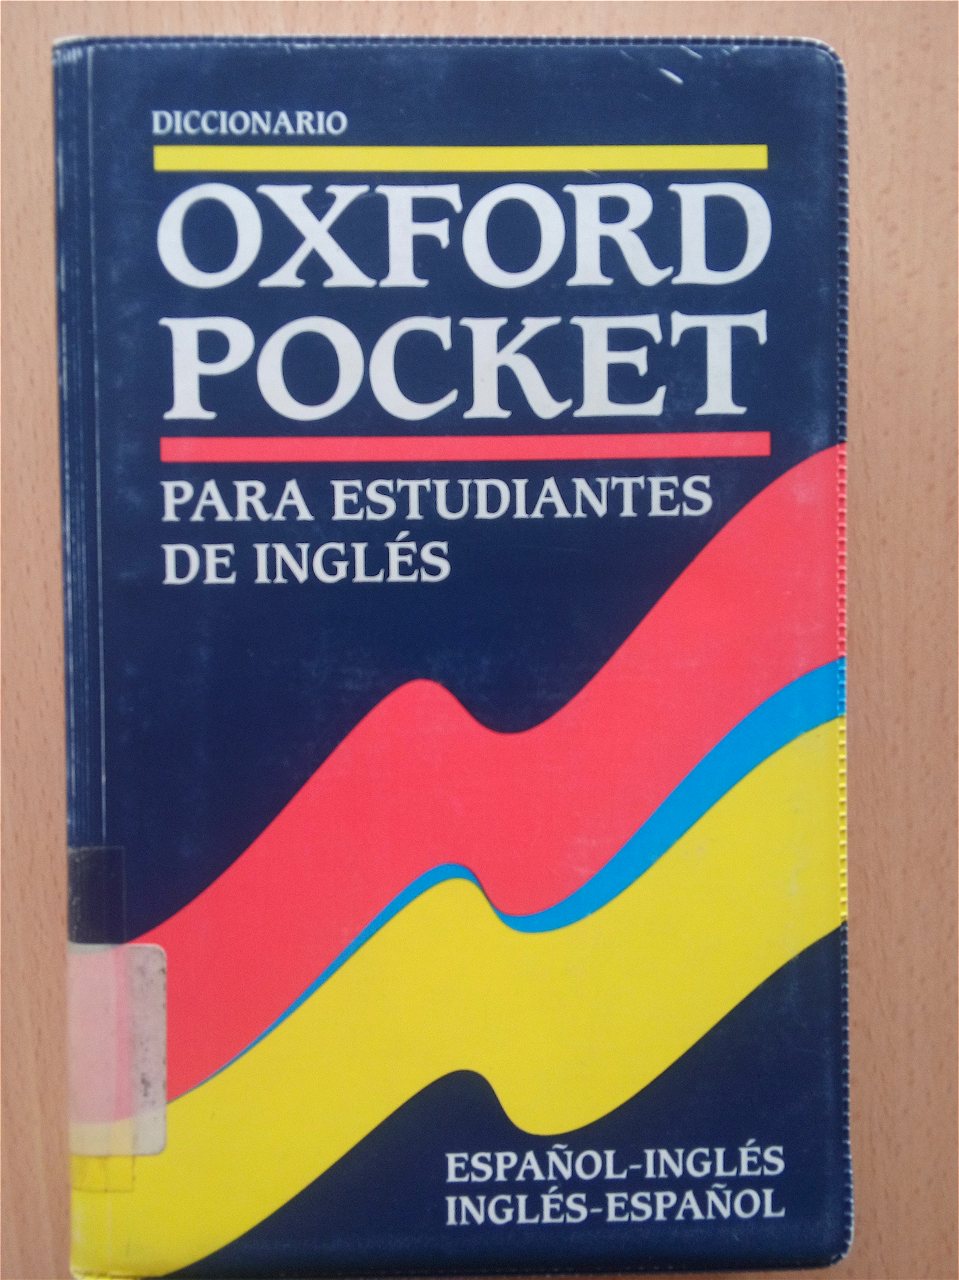 DICCIONARIO
OXFORD
POCKET
PARA ESTUDIANTES
DE INGLÉS
ESPAÑOL-INGLÉS
INGLÉS-ESPAÑOL